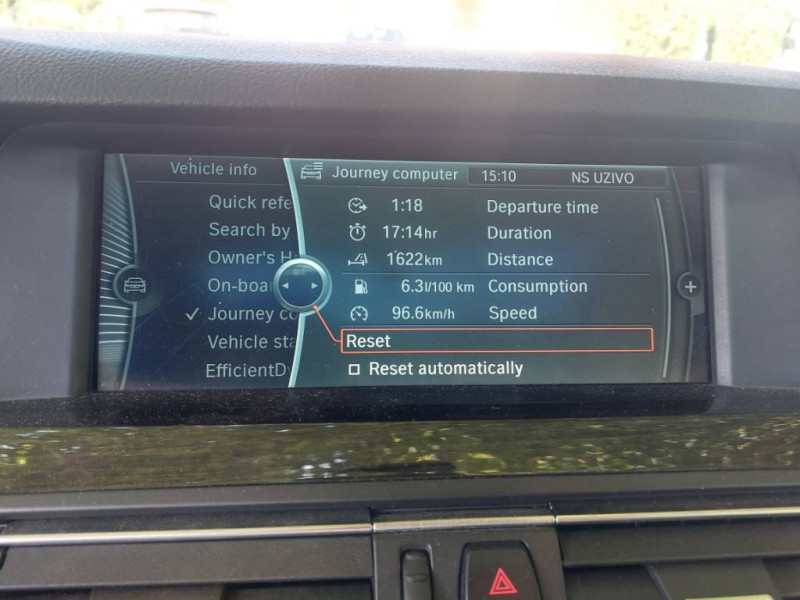 Vehicle info
Journey computer 15:10 NS UZIVO
Quick refe
Search by
Owner's H
On-boa
Journey co
Vehicle sta
EfficientDy
1:18 Departure time
17:14hr Duration
1622km Distance
6.3l/100 km Consumption
96.6km/h Speed
Reset
Reset automatically